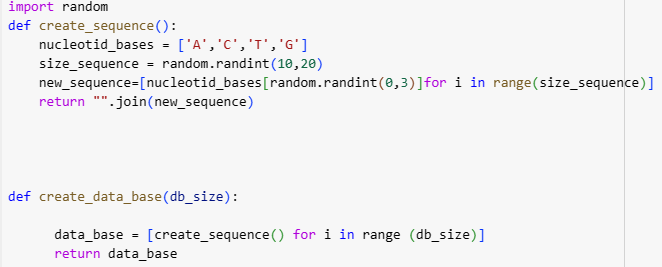 import random
def create_sequence():
    nucleotid_bases = ['A','C','T','G']
    size_sequence = random.randint(10,20)
    new_sequence=[nucleotid_bases[random.randint(0,3)]for i in range(size_sequence)]
    return "".join(new_sequence)
def create_data_base(db_size):
      data_base = [create_sequence() for i in range (db_size)]
      return data_base